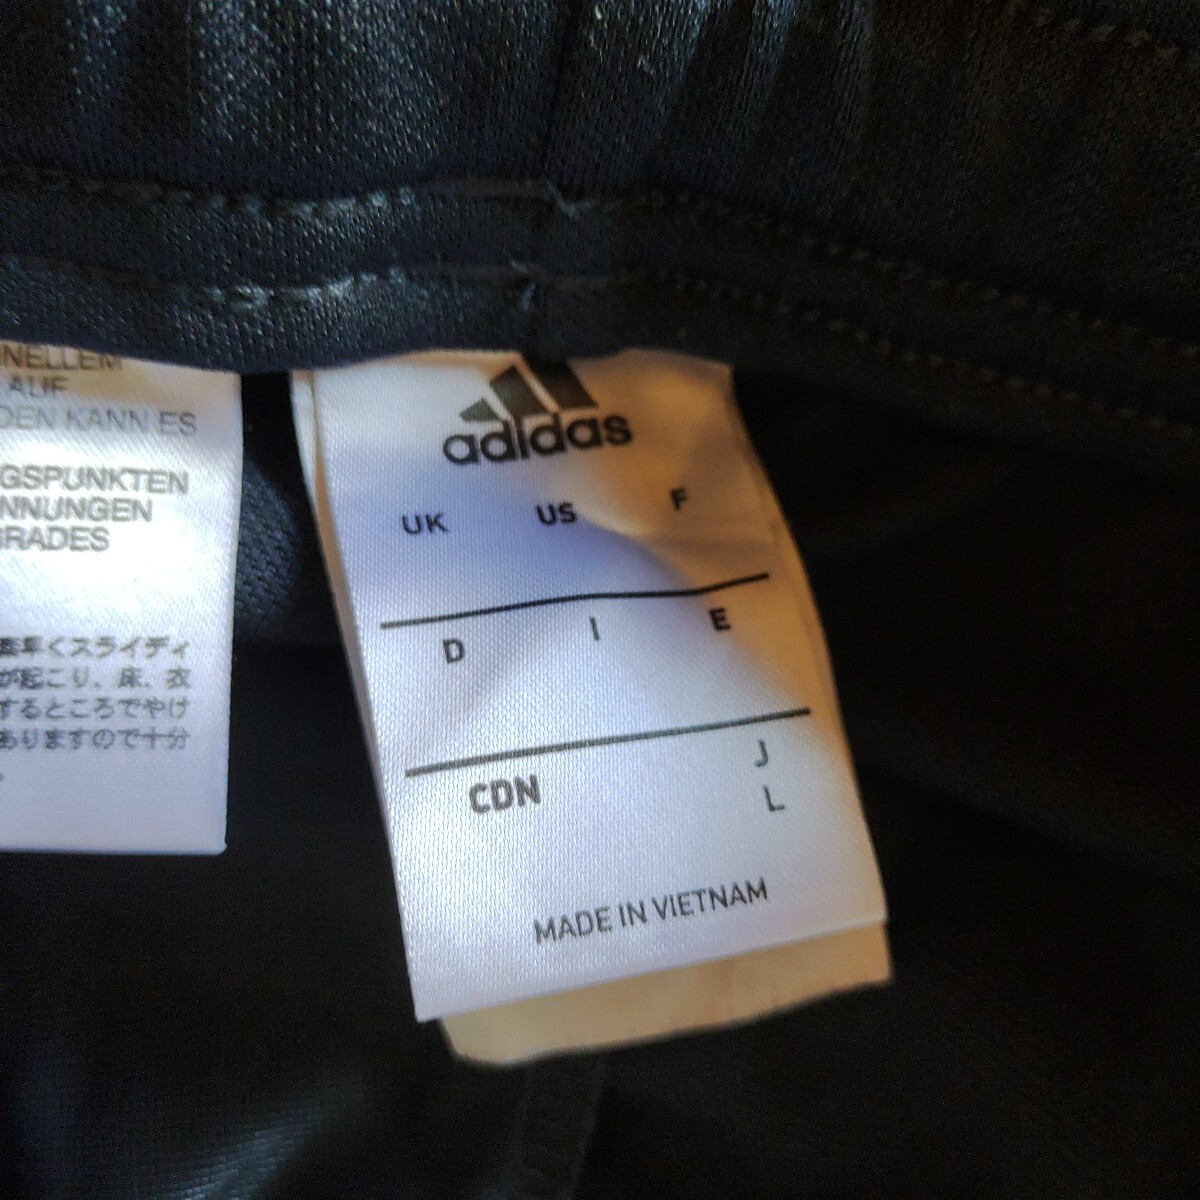 AUF
DEN KANN ES
GSPUNKTEN
NNUNGEN
GRADES
早くスライディ
が起こり、床、衣
するところでやけ
ありますので十分
adidas
UK US F
D I E
CDN J
L
MADE IN VIETNAM